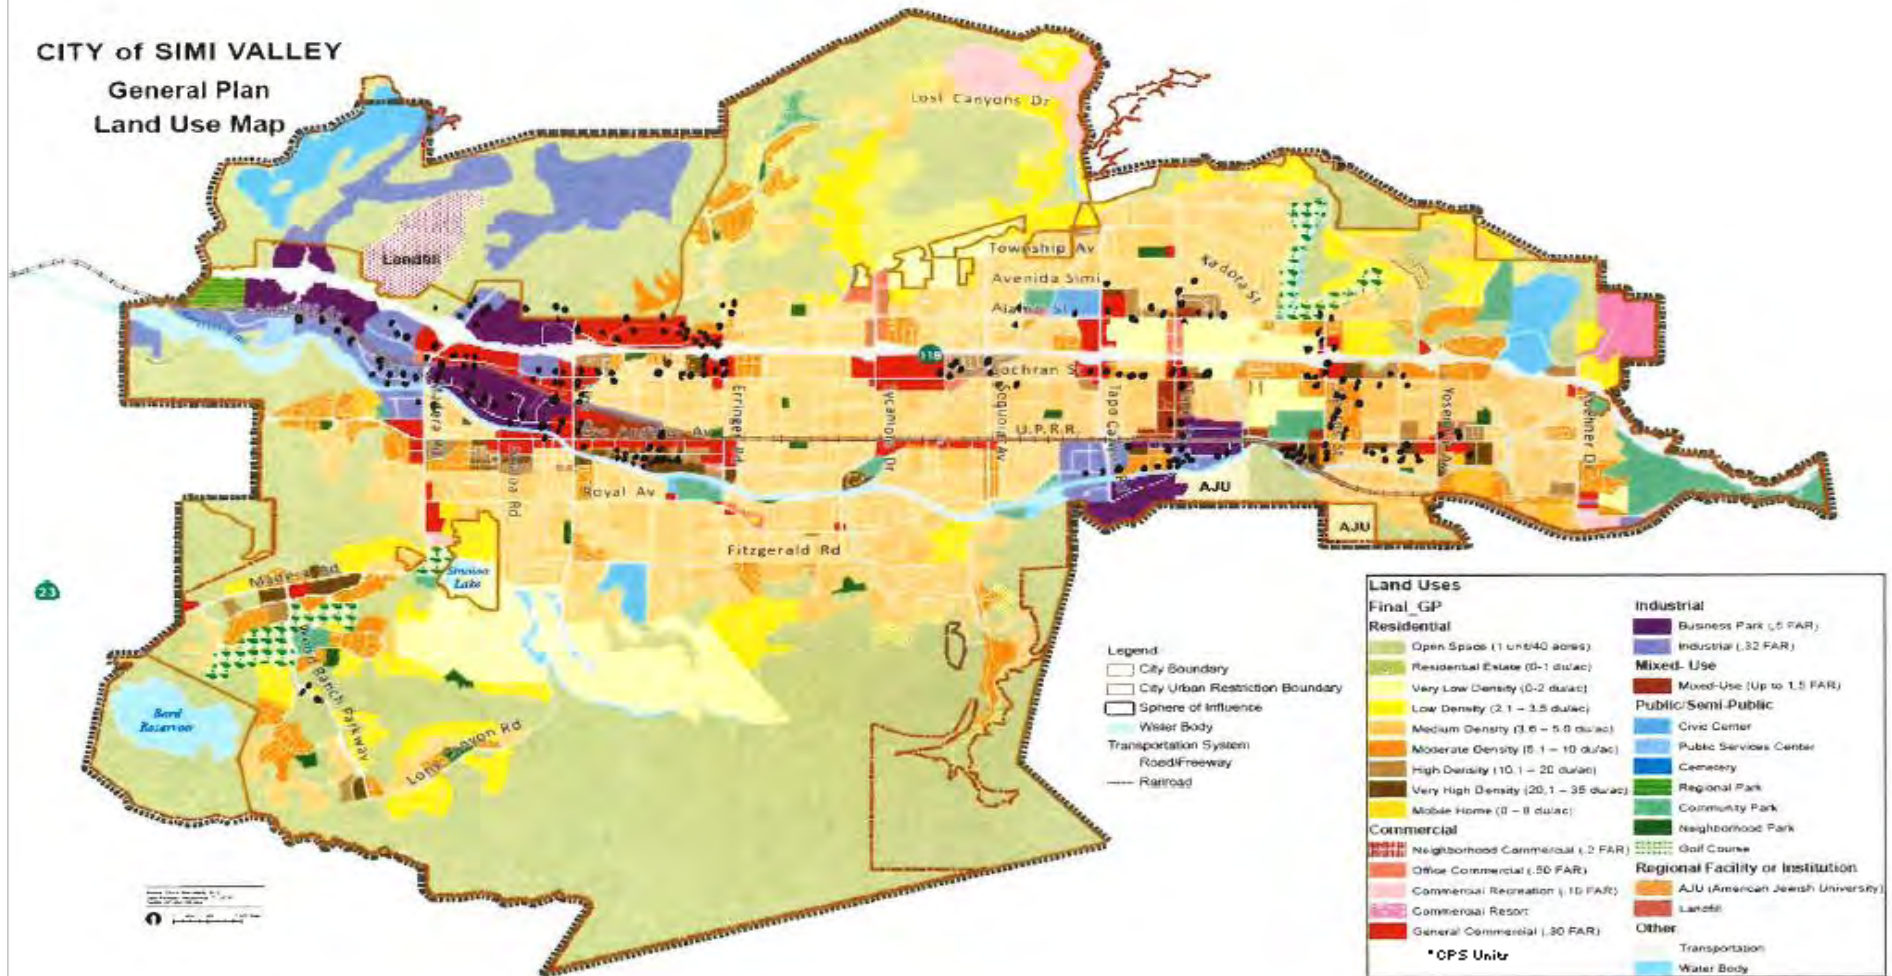 CITY of SIMI VALLEY
General Plan
Land Use Map
Lost Canyons Dr
Landfill
Township Av
Avenida Simi
Kadota St
Alamo St
118
Cochran S
Erringer Rd
Sycamore Dr
Sequoia Av
U.P.R.R.
Royal Av
AJU
AJU
Fitzgerald Rd
23
Madera Rd
Sinaloa
Lake
Wood Ranch Parkway
Bard
Reservoir
Long Canyon Rd
Legend
City Boundary
City Urban Restriction Boundary
Sphere of Influence
Water Body
Transportation System
Road/Freeway
Railroad
Land Uses
Final_GP
Residential
Open Space (1 unit/40 acres)
Residential Estate (0-1 du/ac)
Very Low Density (0-2 du/ac)
Low Density (2.1 – 3.5 du/ac)
Medium Density (3.6 – 5.0 du/ac)
Moderate Density (5.1 – 10 du/ac)
High Density (10.1 – 20 du/ac)
Very High Density (20.1 – 35 du/ac)
Mobile Home (0 – 8 du/ac)
Commercial
Neighborhood Commercial (.2 FAR)
Office Commercial (.50 FAR)
Commercial Recreation (.10 FAR)
Commercial Resort
General Commercial (.30 FAR)
*CPS Units
Industrial
Business Park (.5 FAR)
Industrial (.32 FAR)
Mixed- Use
Mixed-Use (Up to 1.5 FAR)
Public/Semi-Public
Civic Center
Public Services Center
Cemetery
Regional Park
Community Park
Neighborhood Park
Golf Course
Regional Facility or Institution
AJU (American Jewish University)
Landfill
Other
Transportation
Water Body